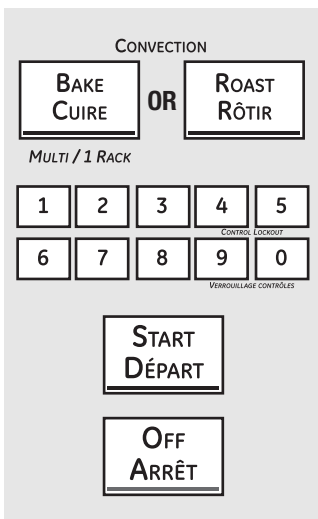 CONVECTION
BAKE
CUIRE
OR
ROAST
RÔTIR
MULTI / 1 RACK
1 2 3 4 5
CONTROL LOCKOUT
6 7 8 9 0
VERROUILLAGE CONTRÔLES
START
DÉPART
OFF
ARRÊT